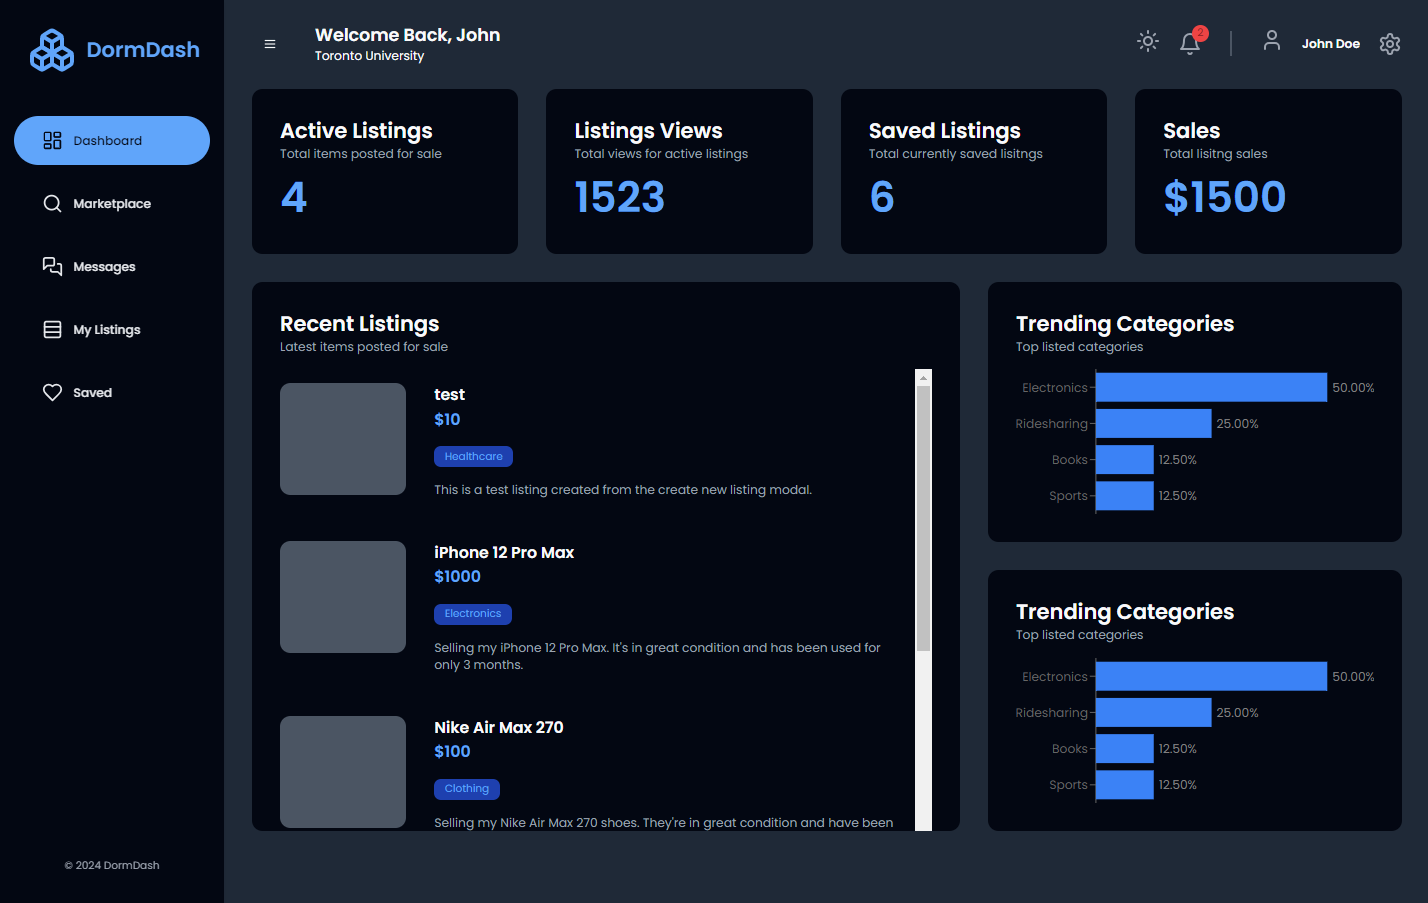 DormDash
Dashboard
Marketplace
Messages
My Listings
Saved
© 2024 DormDash
Welcome Back, John
Toronto University
2
John Doe
Active Listings
Total items posted for sale
4
Listings Views
Total views for active listings
1523
Saved Listings
Total currently saved lisitngs
6
Sales
Total lisitng sales
$1500
Recent Listings
Latest items posted for sale
test
$10
Healthcare
This is a test listing created from the create new listing modal.
iPhone 12 Pro Max
$1000
Electronics
Selling my iPhone 12 Pro Max. It's in great condition and has been used for
only 3 months.
Nike Air Max 270
$100
Clothing
Selling my Nike Air Max 270 shoes. They're in great condition and have been
Trending Categories
Top listed categories
Electronics 50.00%
Ridesharing 25.00%
Books 12.50%
Sports 12.50%
Trending Categories
Top listed categories
Electronics 50.00%
Ridesharing 25.00%
Books 12.50%
Sports 12.50%